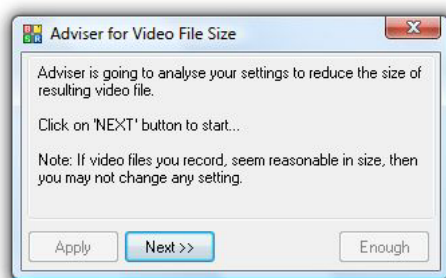 Adviser for Video File Size
Adviser is going to analyse your settings to reduce the size of
resulting video file.
Click on 'NEXT' button to start...
Note: If video files you record, seem reasonable in size, then
you may not change any setting.
Apply
Next >>
Enough